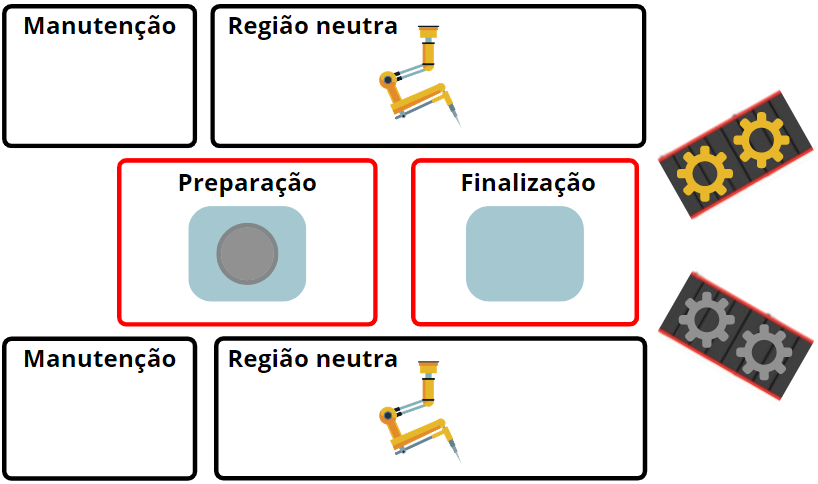 Manutenção
Região neutra
Preparação
Finalização
Manutenção
Região neutra